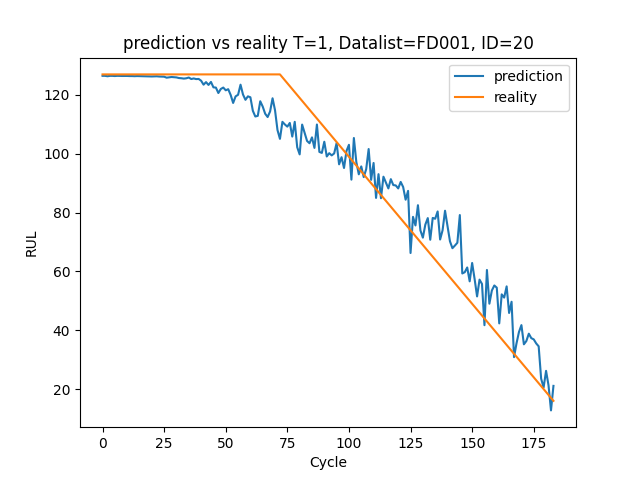 prediction vs reality T=1, Datalist=FD001, ID=20
prediction
reality
120
100
80
60
40
20
RUL
0 25 50 75 100 125 150 175
Cycle